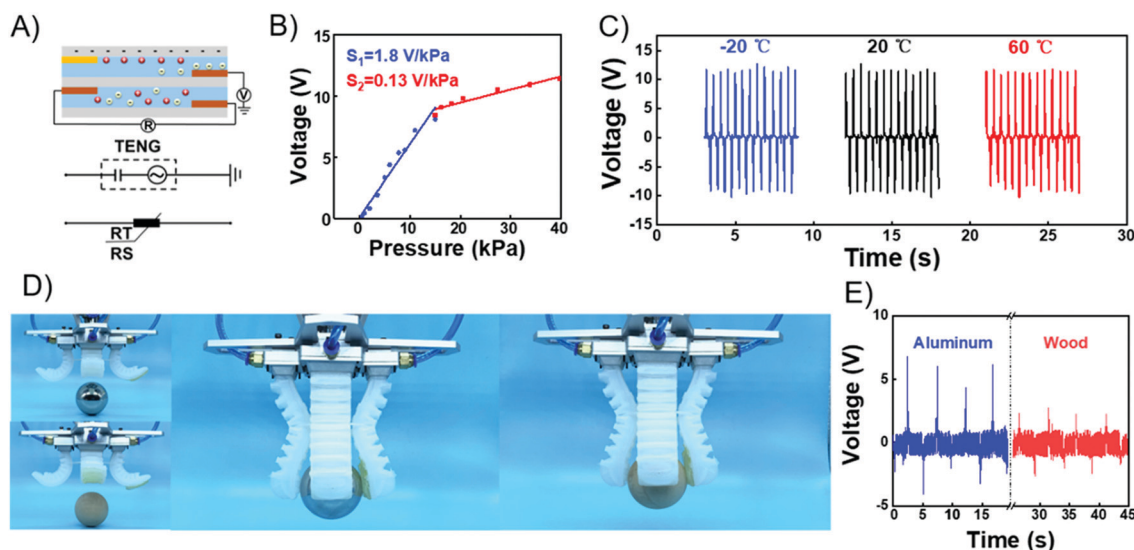 A)
V
R
TENG
RT
RS
B)
S₁=1.8 V/kPa
S₂=0.13 V/kPa
Voltage (V)
15
10
5
0
0 10 20 30 40
Pressure (kPa)
C)
-20 ℃ 20 ℃ 60 ℃
Voltage (V)
15
10
5
0
-5
-10
-15
0 5 10 15 20 25 30
Time (s)
D)
E)
Aluminum Wood
Voltage (V)
10
5
0
-5
0 5 10 15 30 35 40 45
Time (s)